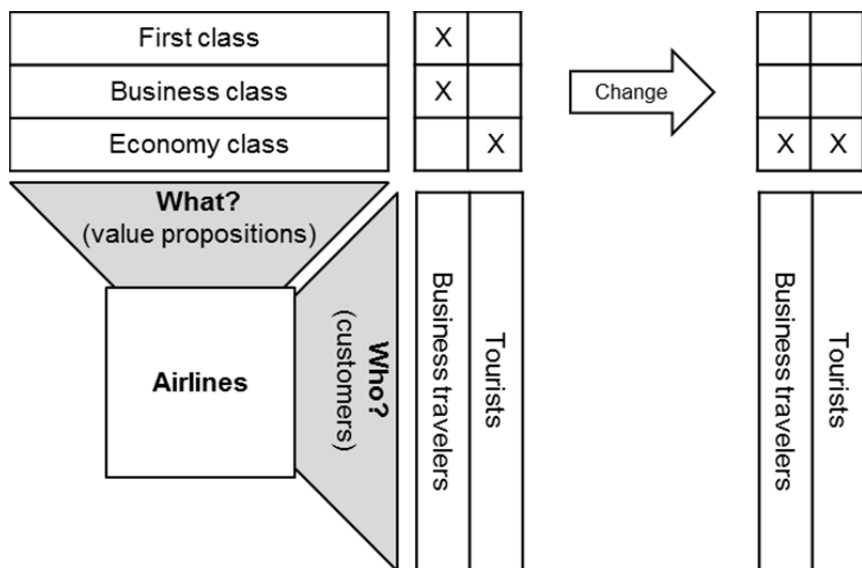 First class
X
Business class
X
Change
Economy class
X
X
X
What?
(value propositions)
Who?
(customers)
Airlines
Business travelers
Tourists
Business travelers
Tourists